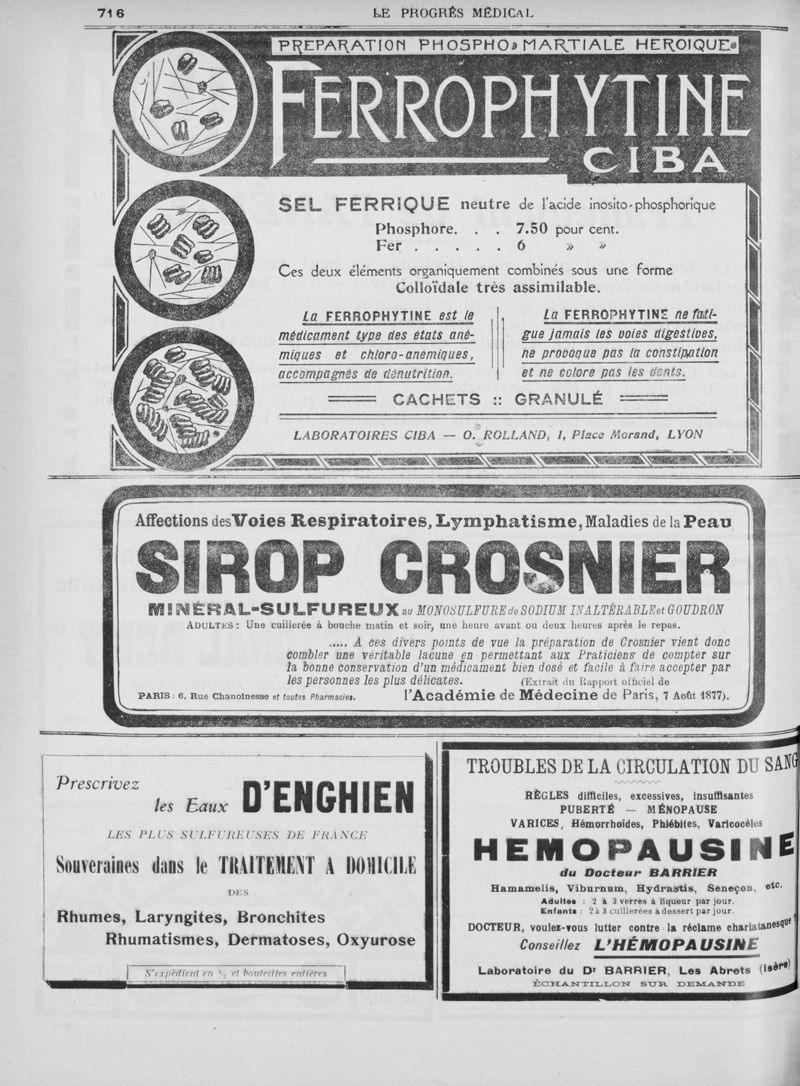 716
LE PROGRÈS MÉDICAL
PREPARATION PHOSPHO MARTIALE HEROIQUE
FERROPHYTINE
CIBA
SEL FERRIQUE neutre de l'acide inosito-phosphorique
Phosphore. . . 7.50 pour cent.
Fer . . . . . 6 » »
Ces deux éléments organiquement combinés sous une forme
Colloïdale très assimilable.
La FERROPHYTINE est le
médicament type des états ané-
miques et chloro-anémiques,
accompagnés de dénutrition.
La FERROPHYTINE ne fati-
gue jamais les voies digestives,
ne provoque pas la constipation
et ne colore pas les dents.
CACHETS :: GRANULÉ
LABORATOIRES CIBA — O. ROLLAND, 1, Place Morand, LYON
Affections des Voies Respiratoires, Lymphatisme, Maladies de la Peau
SIROP CROSNIER
MINÉRAL-SULFUREUX au MONOSULFURE de SODIUM INALTÉRABLE et GOUDRON
ADULTES : Une cuillerée à bouche matin et soir, une heure avant ou deux heures après le repas.
..... A ces divers points de vue la préparation de Crosnier vient donc
combler une véritable lacune en permettant aux Praticiens de compter sur
la bonne conservation d'un médicament bien dosé et facile à faire accepter par
les personnes les plus délicates. (Extrait du Rapport officiel de
PARIS : 6, Rue Chanoinesse et toutes Pharmacies. l'Académie de Médecine de Paris, 7 Août 1877).
Prescrivez
les Eaux D'ENGHIEN
LES PLUS SULFUREUSES DE FRANCE
Souveraines dans le TRAITEMENT A DOMICILE
DES
Rhumes, Laryngites, Bronchites
Rhumatismes, Dermatoses, Oxyurose
S'expédient en ½ et bouteilles entières
TROUBLES DE LA CIRCULATION DU SANG
RÈGLES difficiles, excessives, insuffisantes
PUBERTÉ — MÉNOPAUSE
VARICES, Hémorrhoïdes, Phlébites, Varicocèles
HEMOPAUSINE
du Docteur BARRIER
Hamamelis, Viburnum, Hydrastis, Seneçon, etc.
Adultes : 2 à 3 verres à liqueur par jour.
Enfants : 2 à 3 cuillerées à dessert par jour.
DOCTEUR, voulez-vous lutter contre la réclame charlatanesque ?
Conseillez L'HÉMOPAUSINE
Laboratoire du Dr BARRIER, Les Abrets (Isère)
ÉCHANTILLON SUR DEMANDE